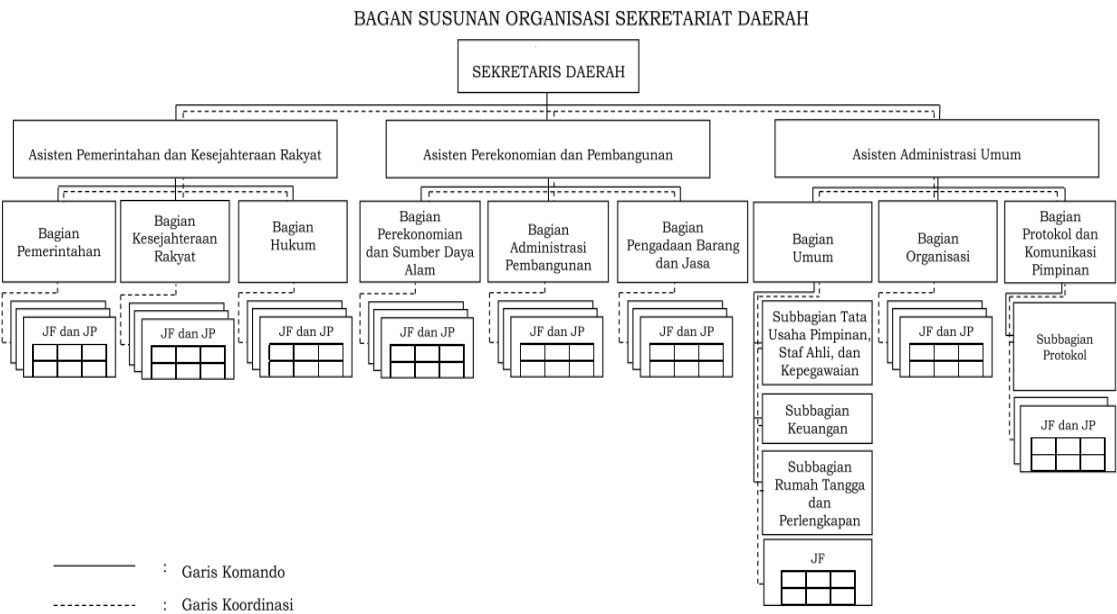 BAGAN SUSUNAN ORGANISASI SEKRETARIAT DAERAH
SEKRETARIS DAERAH
Asisten Pemerintahan dan Kesejahteraan Rakyat
Asisten Perekonomian dan Pembangunan
Asisten Administrasi Umum
Bagian
Pemerintahan
Bagian
Kesejahteraan
Rakyat
Bagian
Hukum
Bagian
Perekonomian
dan Sumber Daya
Alam
Bagian
Administrasi
Pembangunan
Bagian
Pengadaan Barang
dan Jasa
Bagian
Umum
Bagian
Organisasi
Bagian
Protokol dan
Komunikasi
Pimpinan
JF dan JP
JF dan JP
JF dan JP
JF dan JP
JF dan JP
JF dan JP
Subbagian Tata
Usaha Pimpinan,
Staf Ahli, dan
Kepegawaian
Subbagian
Keuangan
Subbagian
Rumah Tangga
dan
Perlengkapan
JF
JF dan JP
Subbagian
Protokol
JF dan JP
: Garis Komando
: Garis Koordinasi